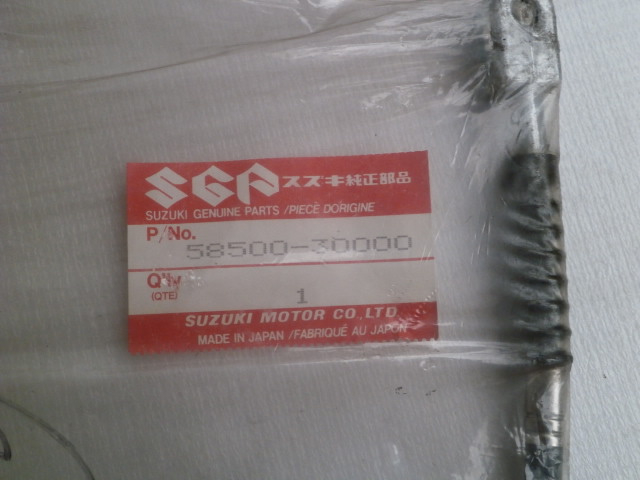 SGP スズキ純正部品
SUZUKI GENUINE PARTS /PIECE DORIGINE
P/No.
58500-30000
Q'ty
(QTE)
1
SUZUKI MOTOR CO.,LTD
MADE IN JAPAN /FABRIQUÉ AU JAPON